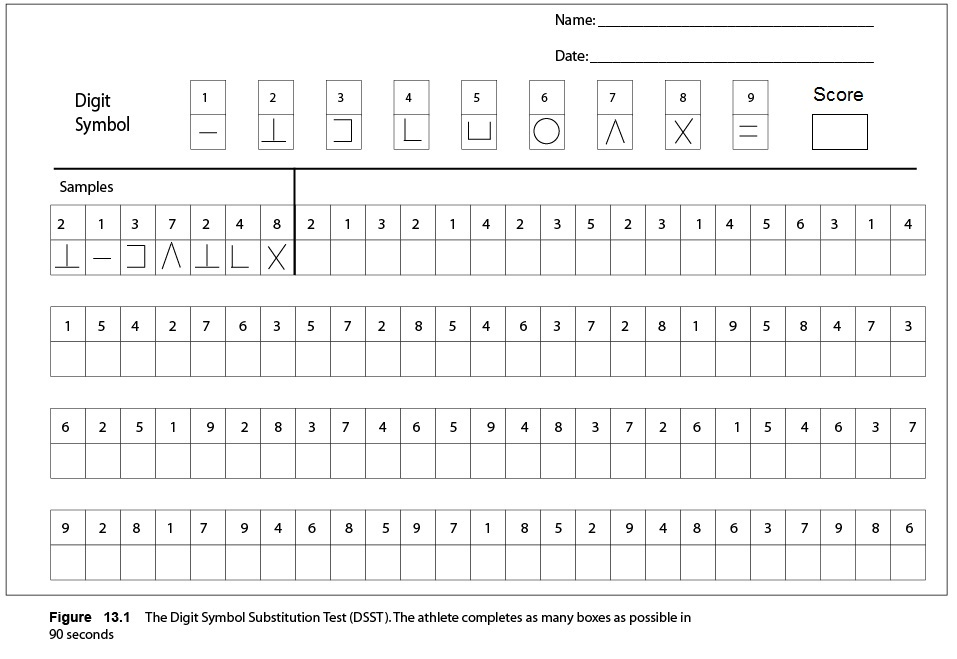 Name:
Date:
Digit 1 2 3 4 5 6 7 8 9 Score
Symbol — ⊥ ⊐ L ⊔ ○ Λ X =
Samples
2 1 3 7 2 4 8 2 1 3 2 1 4 2 3 5 2 3 1 4 5 6 3 1 4
⊥ — ⊐ Λ ⊥ L X
1 5 4 2 7 6 3 5 7 2 8 5 4 6 3 7 2 8 1 9 5 8 4 7 3
6 2 5 1 9 2 8 3 7 4 6 5 9 4 8 3 7 2 6 1 5 4 6 3 7
9 2 8 1 7 9 4 6 8 5 9 7 1 8 5 2 9 4 8 6 3 7 9 8 6
Figure 13.1 The Digit Symbol Substitution Test (DSST). The athlete completes as many boxes as possible in
90 seconds